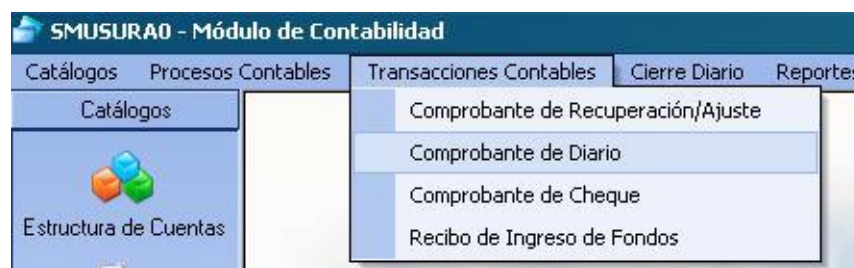 SMUSURA0 - Módulo de Contabilidad
Catálogos Procesos Contables Transacciones Contables Cierre Diario Reportes
Catálogos
Comprobante de Recuperación/Ajuste
Comprobante de Diario
Comprobante de Cheque
Estructura de Cuentas
Recibo de Ingreso de Fondos